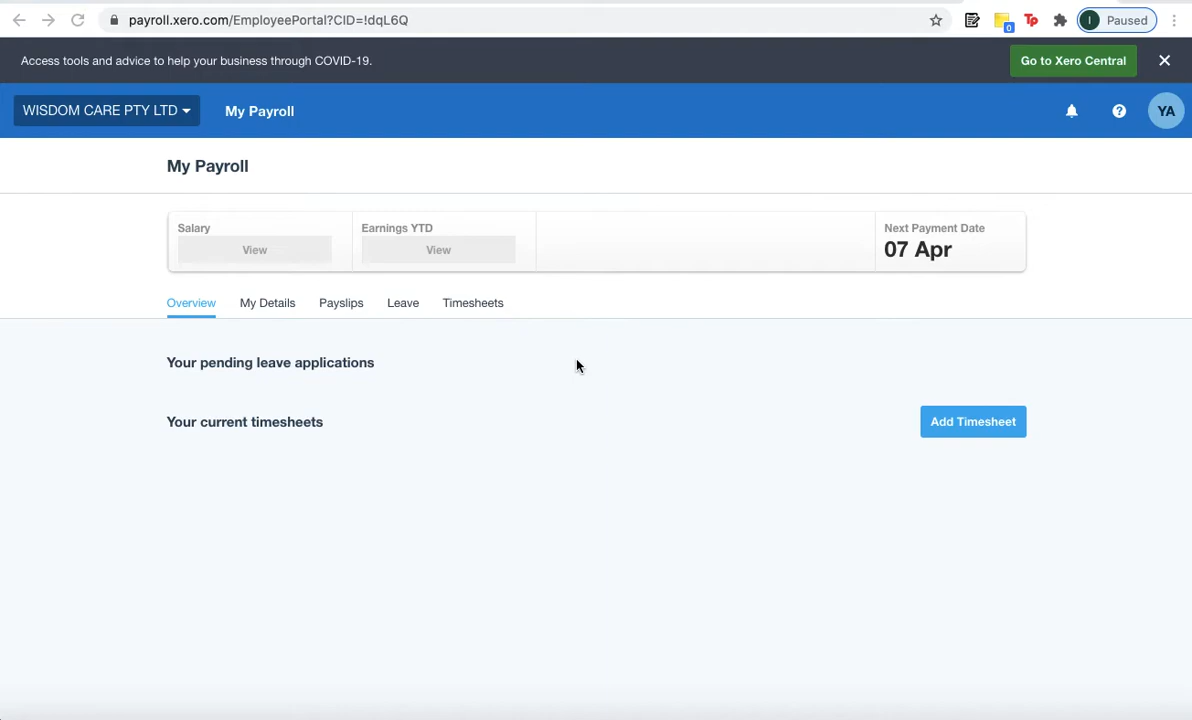 payroll.xero.com/EmployeePortal?CID=!dqL6Q
0
Tp
I
Paused
Access tools and advice to help your business through COVID-19.
Go to Xero Central
WISDOM CARE PTY LTD
My Payroll
?
YA
My Payroll
Salary
View
Earnings YTD
View
Next Payment Date
07 Apr
Overview
My Details
Payslips
Leave
Timesheets
Your pending leave applications
Your current timesheets
Add Timesheet